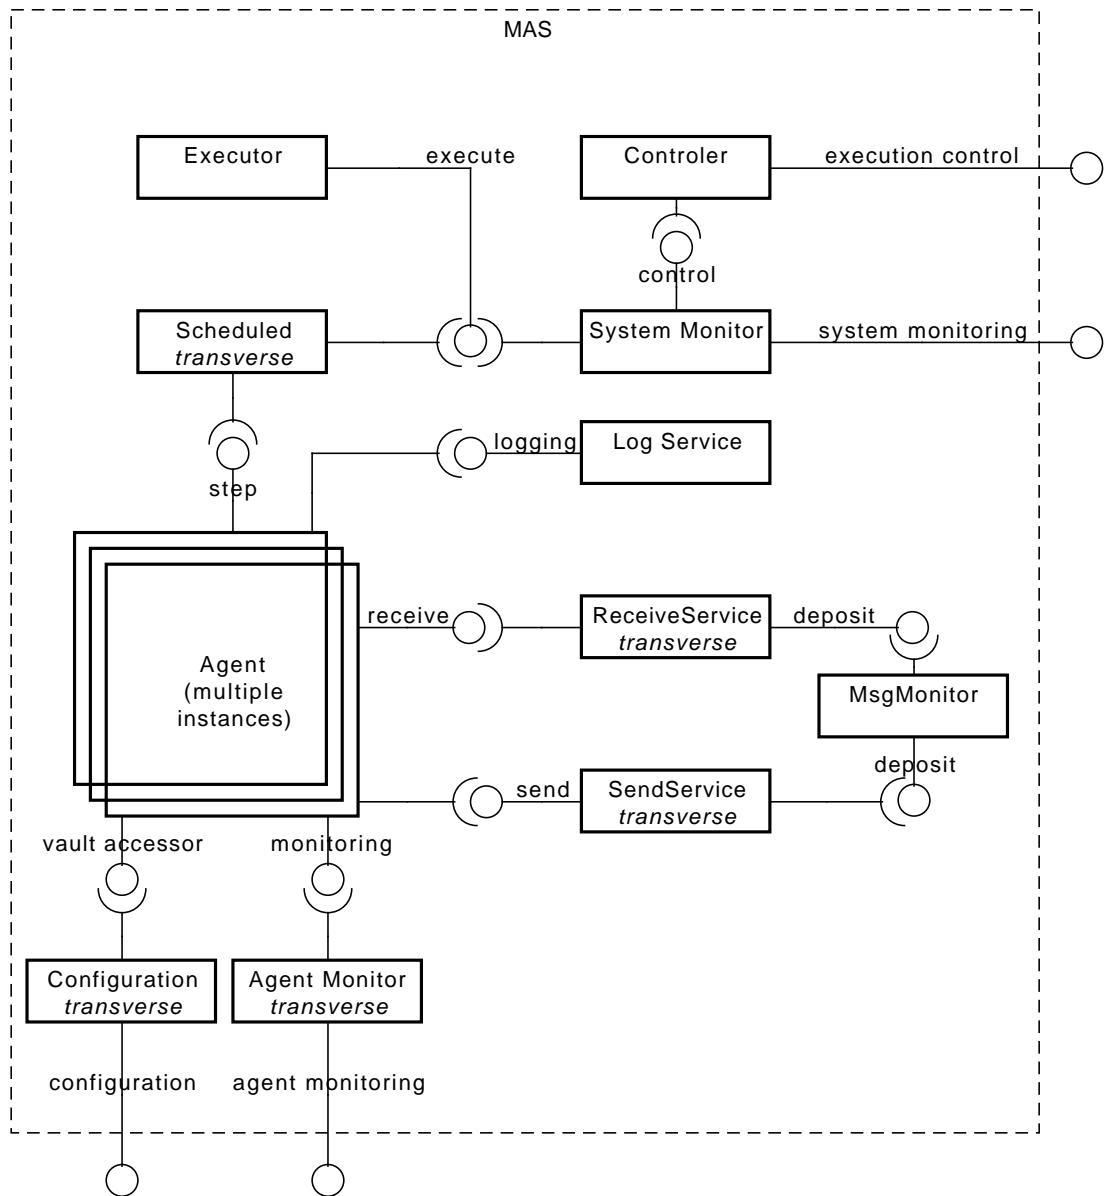 MAS
Executor
execute
Controler
execution control
control
Scheduled
transverse
System Monitor
system monitoring
logging
Log Service
step
receive
ReceiveService
transverse
deposit
Agent
(multiple
instances)
MsgMonitor
deposit
send
SendService
transverse
vault accessor
monitoring
Configuration
transverse
Agent Monitor
transverse
configuration
agent monitoring